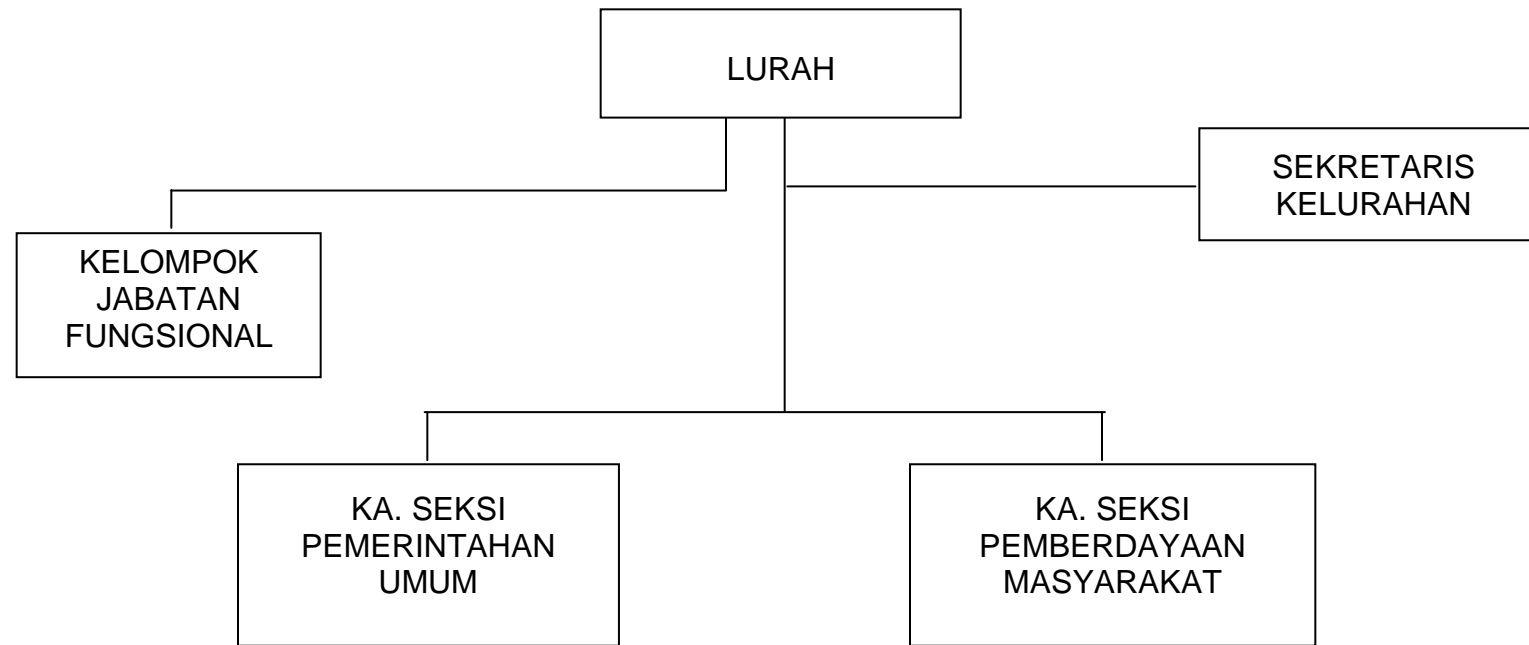 LURAH
SEKRETARIS
KELURAHAN
KELOMPOK
JABATAN
FUNGSIONAL
KA. SEKSI
PEMERINTAHAN
UMUM
KA. SEKSI
PEMBERDAYAAN
MASYARAKAT